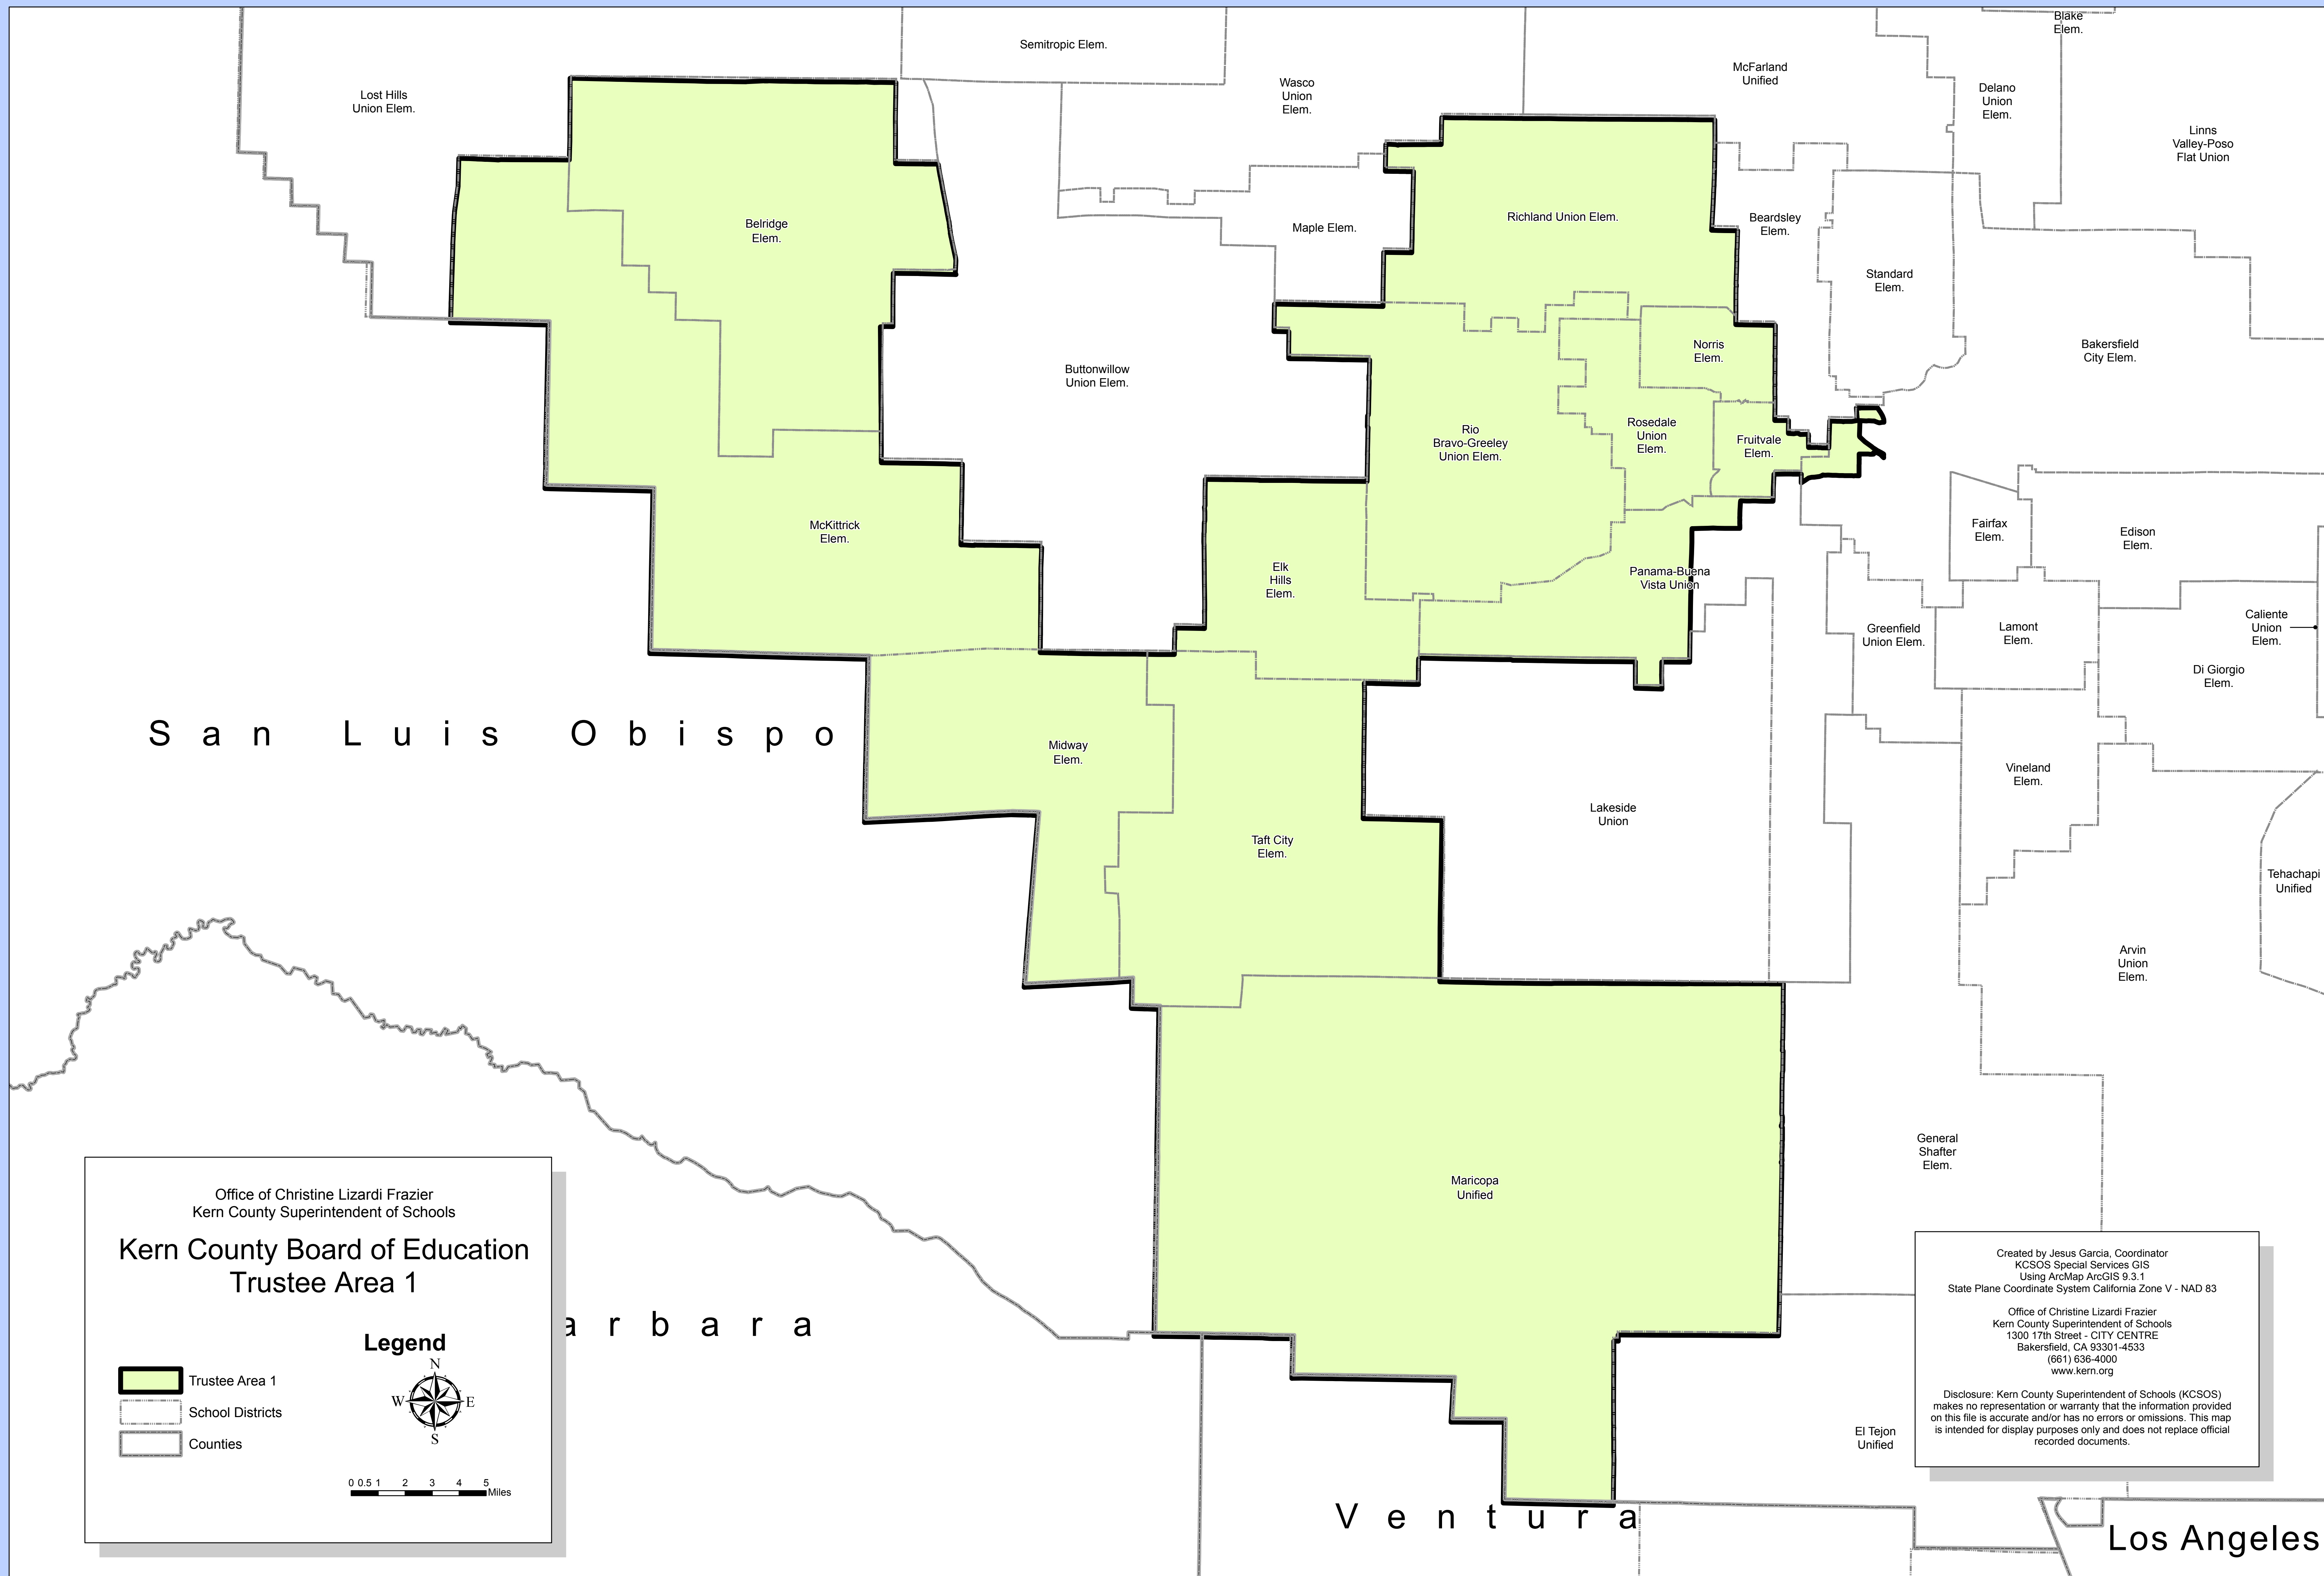 Blake
Elem.
Semitropic Elem.
McFarland
Unified
Wasco
Union
Elem.
Lost Hills
Union Elem.
Delano
Union
Elem.
Linns
Valley-Poso
Flat Union
Belridge
Elem.
Maple Elem.
Richland Union Elem.
Beardsley
Elem.
Standard
Elem.
Norris
Elem.
Bakersfield
City Elem.
Buttonwillow
Union Elem.
Rio
Bravo-Greeley
Union Elem.
Rosedale
Union
Elem.
Fruitvale
Elem.
McKittrick
Elem.
Fairfax
Elem.
Edison
Elem.
Elk
Hills
Elem.
Panama-Buena
Vista Union
Greenfield
Union Elem.
Lamont
Elem.
Caliente
Union
Elem.
Di Giorgio
Elem.
San Luis Obispo
Midway
Elem.
Vineland
Elem.
Lakeside
Union
Taft City
Elem.
Tehachapi
Unified
Arvin
Union
Elem.
General
Shafter
Elem.
Maricopa
Unified
arbara
El Tejon
Unified
Ventura
Los Angeles
Office of Christine Lizardi Frazier
Kern County Superintendent of Schools
Kern County Board of Education
Trustee Area 1
Legend
N
W E
S
Trustee Area 1
School Districts
Counties
0 0.5 1 2 3 4 5
Miles
Created by Jesus Garcia, Coordinator
KCSOS Special Services GIS
Using ArcMap ArcGIS 9.3.1
State Plane Coordinate System California Zone V - NAD 83
Office of Christine Lizardi Frazier
Kern County Superintendent of Schools
1300 17th Street - CITY CENTRE
Bakersfield, CA 93301-4533
(661) 636-4000
www.kern.org
Disclosure: Kern County Superintendent of Schools (KCSOS)
makes no representation or warranty that the information provided
on this file is accurate and/or has no errors or omissions. This map
is intended for display purposes only and does not replace official
recorded documents.